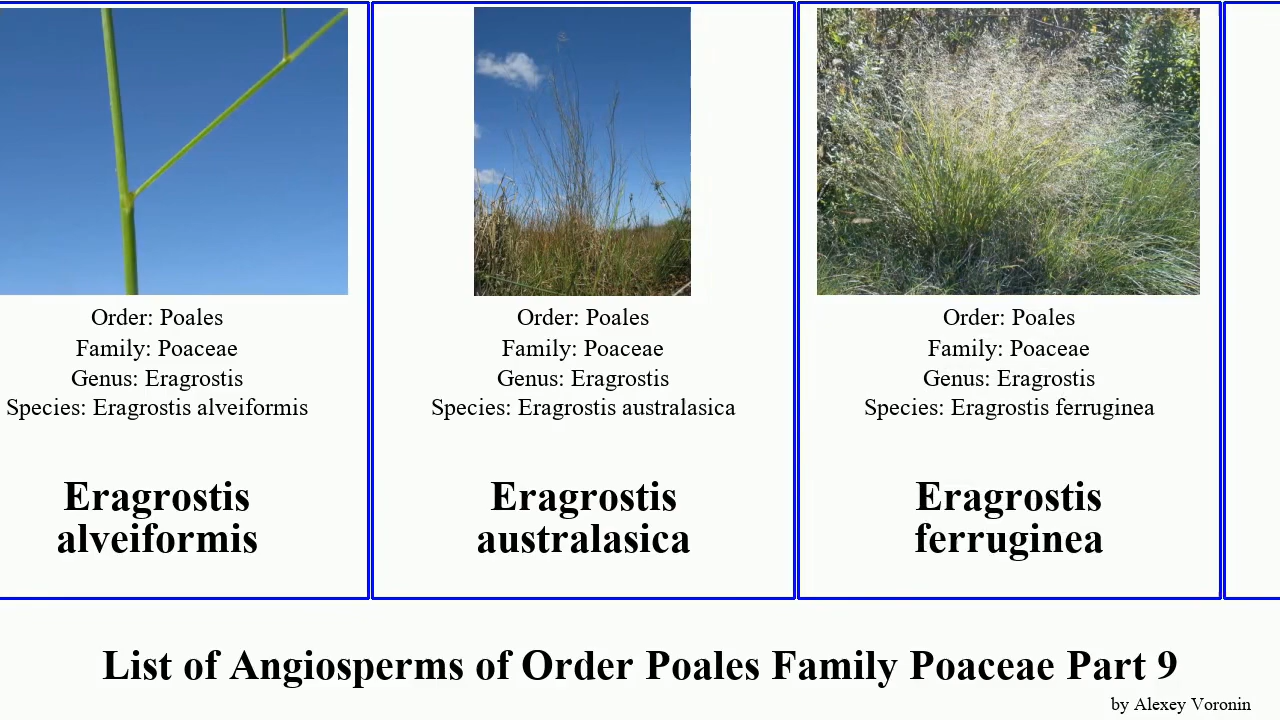 Order: Poales
Family: Poaceae
Genus: Eragrostis
Species: Eragrostis alveiformis
Eragrostis
alveiformis
Order: Poales
Family: Poaceae
Genus: Eragrostis
Species: Eragrostis australasica
Eragrostis
australasica
Order: Poales
Family: Poaceae
Genus: Eragrostis
Species: Eragrostis ferruginea
Eragrostis
ferruginea
List of Angiosperms of Order Poales Family Poaceae Part 9
by Alexey Voronin